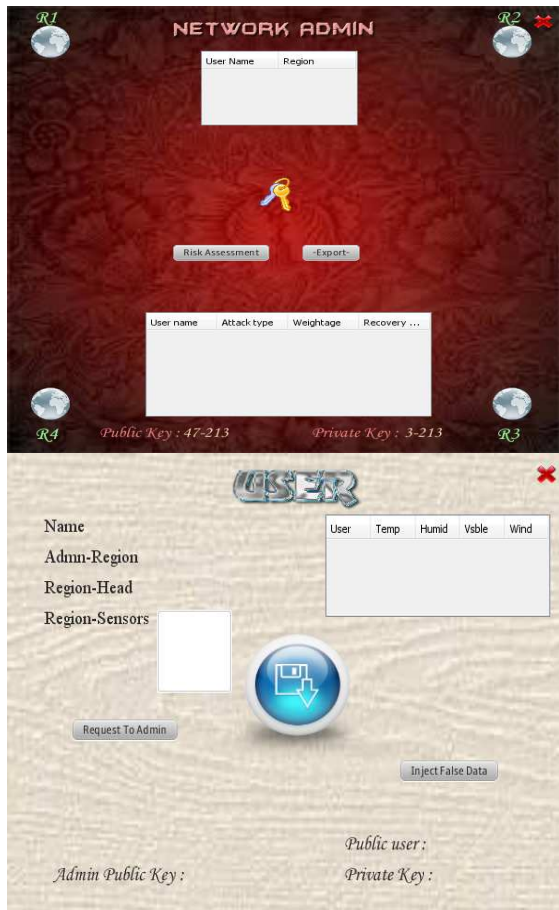 R1
R2
NETWORK ADMIN
User Name Region
Risk Assessment -Export-
User name Attack type Weightage Recovery ...
R4
Public Key : 47-213
Private Key : 3-213
R3
USER
Name
Admn-Region
Region-Head
Region-Sensors
User Temp Humid Vsble Wind
Request To Admin
Inject False Data
Public user :
Admin Public Key :
Private Key :